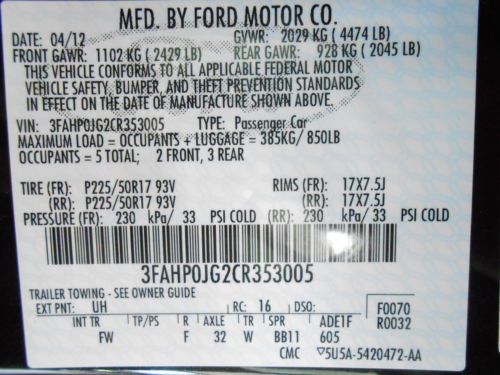 MFD. BY FORD MOTOR CO.
DATE: 04/12 GVWR: 2029 KG ( 4474 LB)
FRONT GAWR: 1102 KG ( 2429 LB) REAR GAWR: 928 KG ( 2045 LB)
THIS VEHICLE CONFORMS TO ALL APPLICABLE FEDERAL MOTOR
VEHICLE SAFETY, BUMPER, AND THEFT PREVENTION STANDARDS
IN EFFECT ON THE DATE OF MANUFACTURE SHOWN ABOVE.
VIN: 3FAHP0JG2CR353005 TYPE: Passenger Car
MAXIMUM LOAD = OCCUPANTS + LUGGAGE = 385KG/ 850LB
OCCUPANTS = 5 TOTAL; 2 FRONT, 3 REAR
TIRE (FR): P225/50R17 93V RIMS (FR): 17X7.5J
(RR): P225/50R17 93V (RR): 17X7.5J
PRESSURE (FR): 230 kPa/ 33 PSI COLD (RR): 230 kPa/ 33 PSI COLD
3FAHP0JG2CR353005
TRAILER TOWING - SEE OWNER GUIDE
EXT PNT: UH RC: 16 DSO: F0070
INT TR TP/PS R AXLE TR SPR ADE1F R0032
FW F 32 W BB11 605
CMC ▽5U5A-5420472-AA